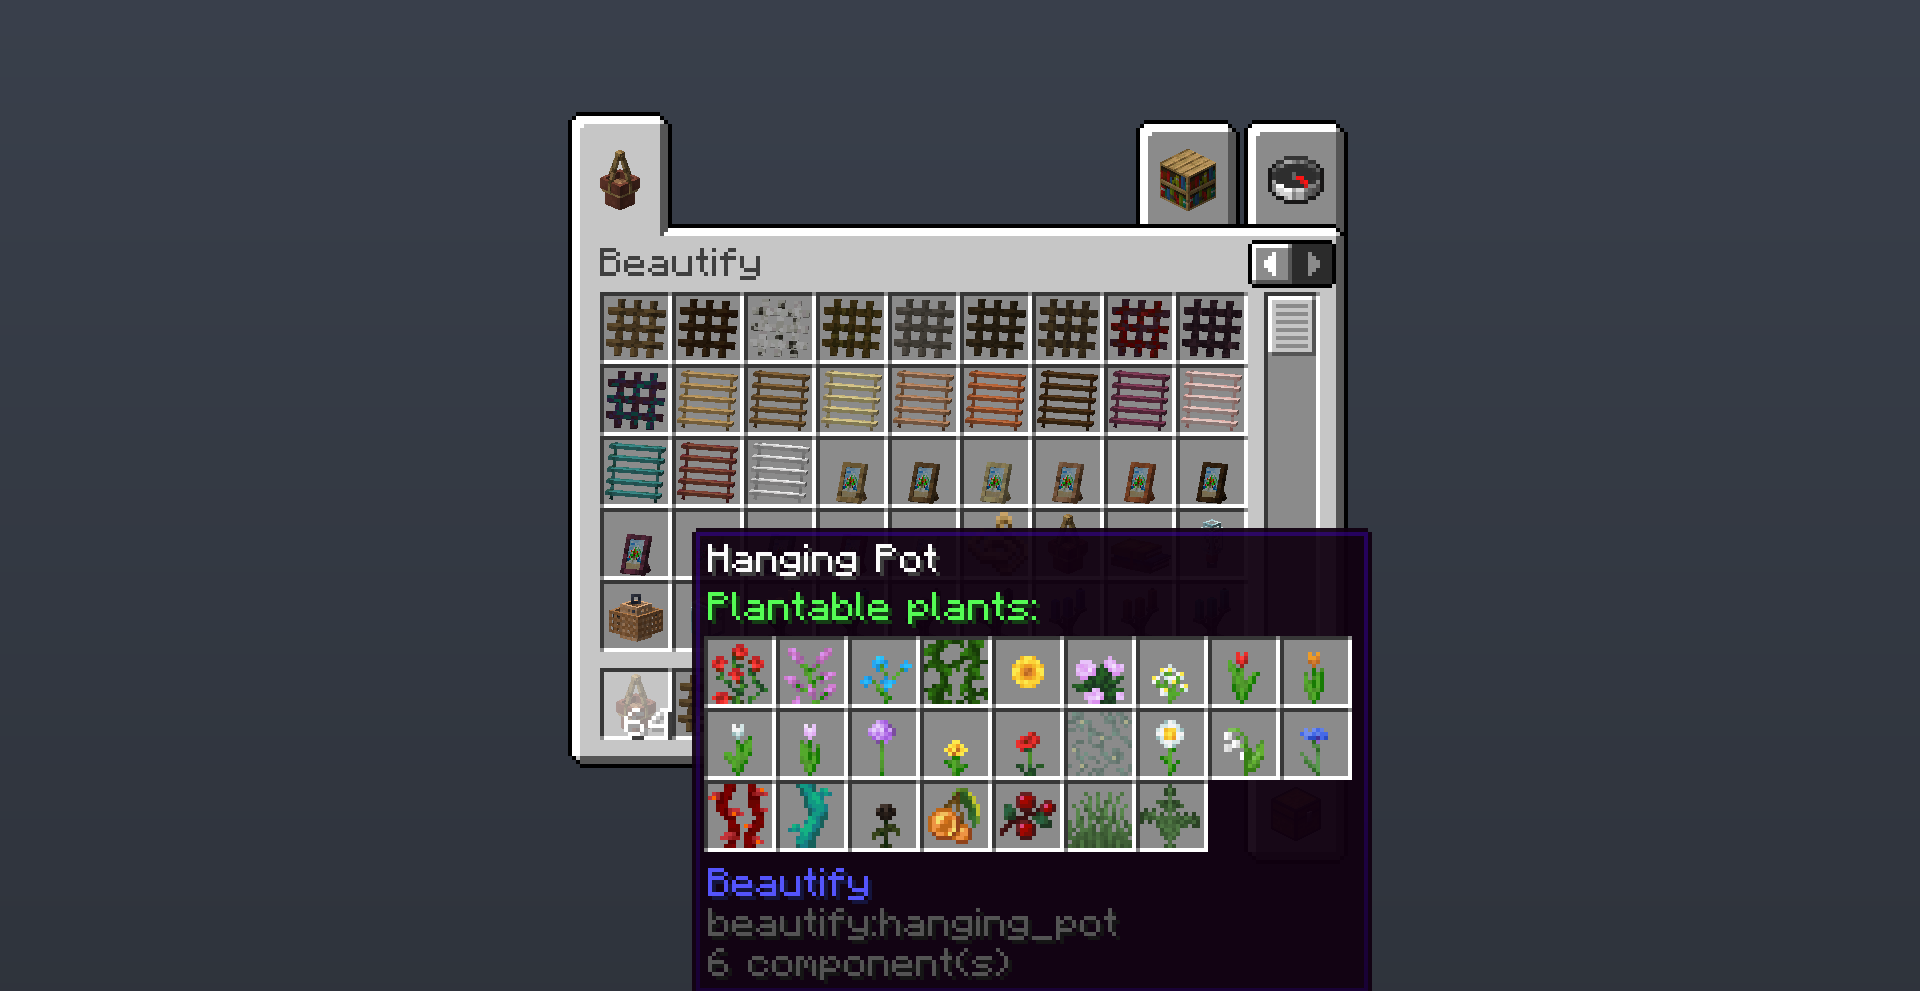 Beautify
Hanging Pot
Plantable plants:
64
Beautify
beautify:hanging_pot
6 component(s)